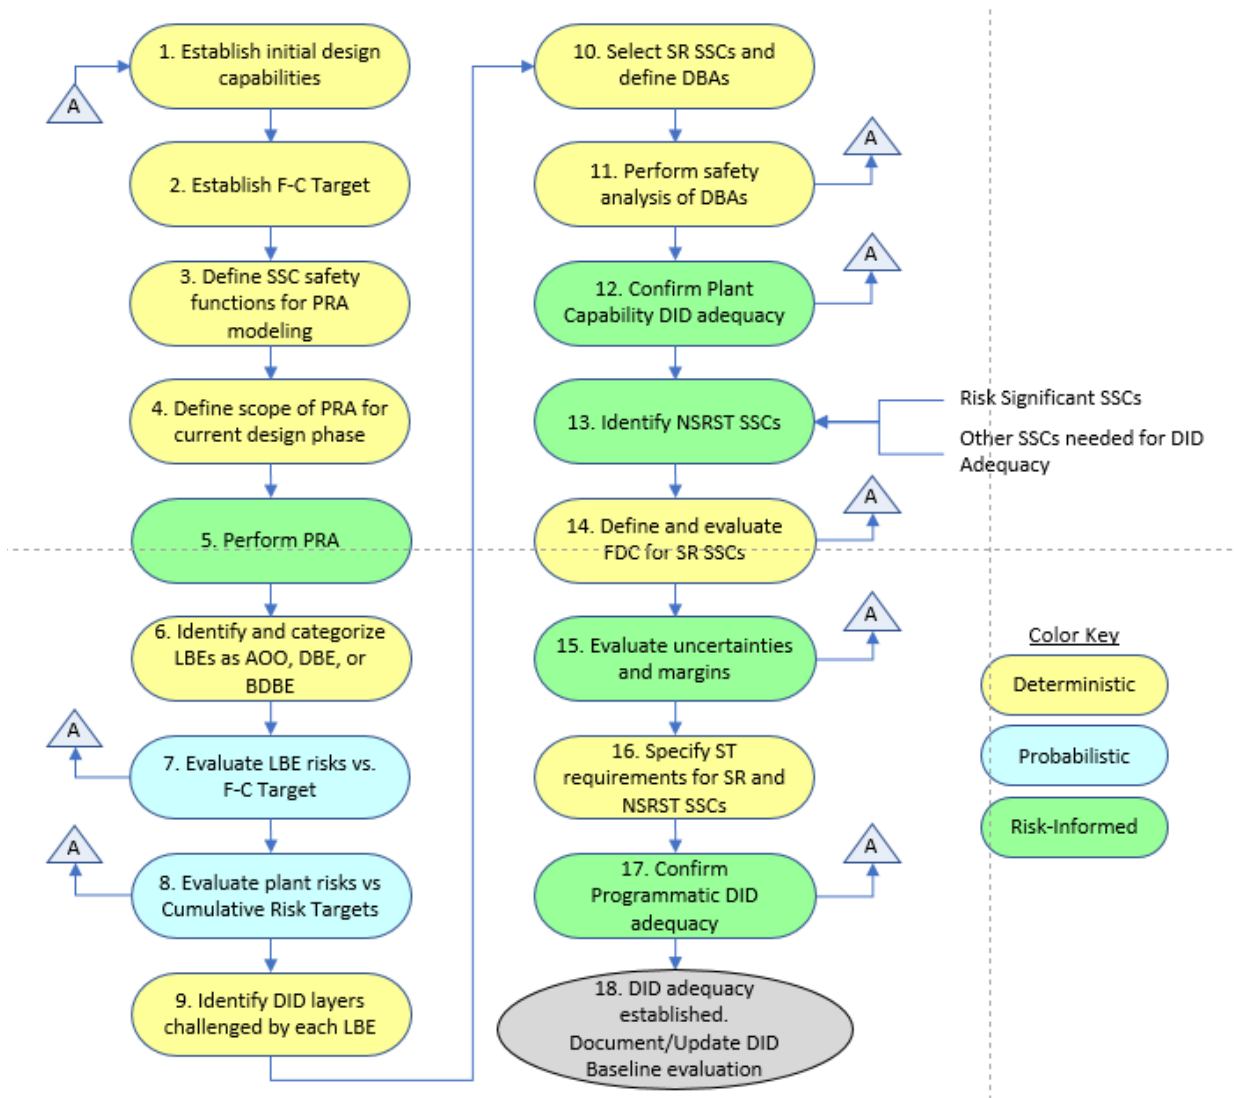 1. Establish initial design
capabilities
A
2. Establish F-C Target
3. Define SSC safety
functions for PRA
modeling
4. Define scope of PRA for
current design phase
5. Perform PRA
6. Identify and categorize
LBEs as AOO, DBE, or
BDBE
A
7. Evaluate LBE risks vs.
F-C Target
A
8. Evaluate plant risks vs
Cumulative Risk Targets
9. Identify DID layers
challenged by each LBE
10. Select SR SSCs and
define DBAs
A
11. Perform safety
analysis of DBAs
A
12. Confirm Plant
Capability DID adequacy
13. Identify NSRST SSCs
Risk Significant SSCs
Other SSCs needed for DID
Adequacy
A
14. Define and evaluate
FDC for SR SSCs
A
15. Evaluate uncertainties
and margins
16. Specify ST
requirements for SR and
NSRST SSCs
A
17. Confirm
Programmatic DID
adequacy
18. DID adequacy
established.
Document/Update DID
Baseline evaluation
Color Key
Deterministic
Probabilistic
Risk-Informed